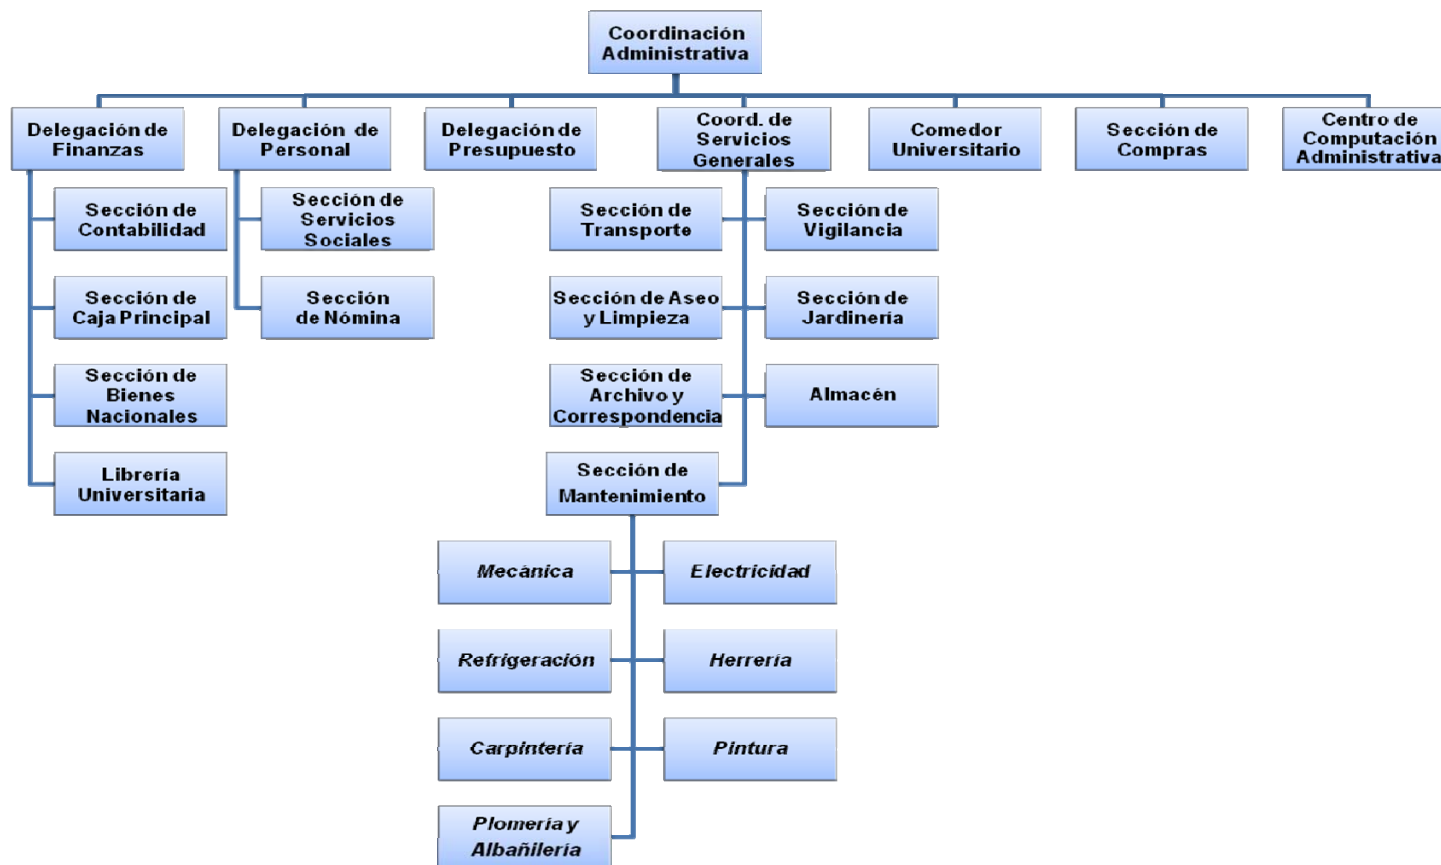 Coordinación
Administrativa
Delegación de
Finanzas
Delegación de
Personal
Delegación de
Presupuesto
Coord. de
Servicios
Generales
Comedor
Universitario
Sección de
Compras
Centro de
Computación
Administrativa
Sección de
Contabilidad
Sección de
Servicios
Sociales
Sección de
Transporte
Sección de
Vigilancia
Sección de
Caja Principal
Sección
de Nómina
Sección de Aseo
y Limpieza
Sección de
Jardinería
Sección de
Bienes
Nacionales
Sección de
Archivo y
Correspondencia
Almacén
Librería
Universitaria
Sección de
Mantenimiento
Mecánica
Electricidad
Refrigeración
Herrería
Carpintería
Pintura
Plomería y
Albañilería